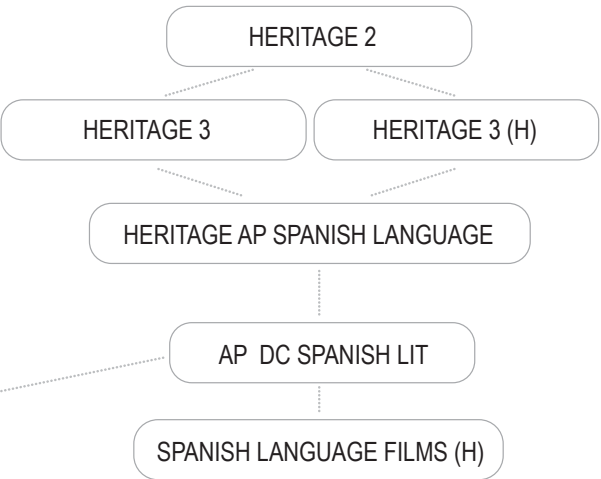 HERITAGE 2
HERITAGE 3
HERITAGE 3 (H)
HERITAGE AP SPANISH LANGUAGE
AP DC SPANISH LIT
SPANISH LANGUAGE FILMS (H)